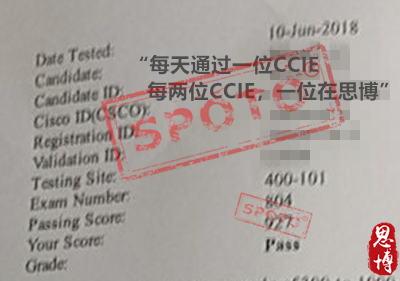 10-Jun-2018
Date Tested:
Candidate:
Candidate ID:
Cisco ID(CSCO):
Registration ID:
Validation ID:
Testing Site:
400-101
Exam Number:
804
Passing Score:
927
Your Score:
Pass
Grade:
“每天通过一位CCIE
每两位CCIE，一位在思博”
SPOTO
SPOTO
思博